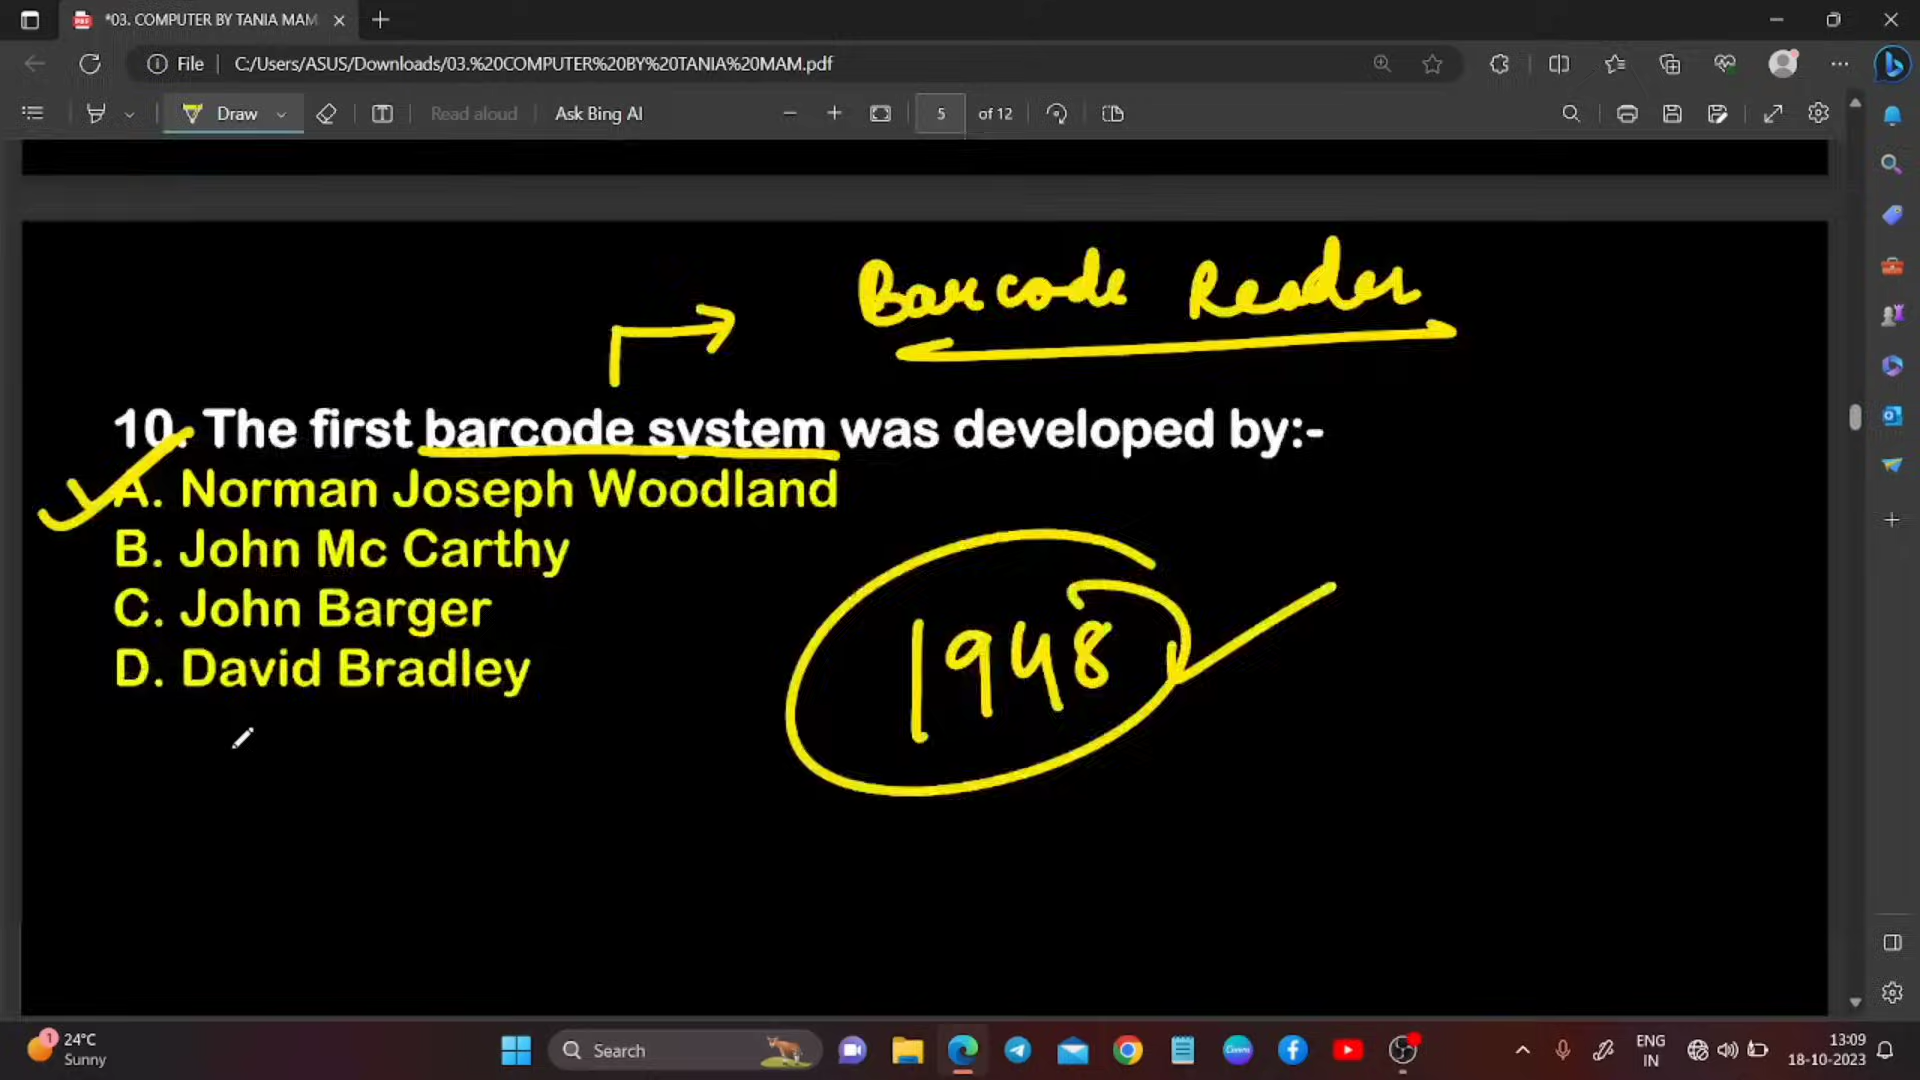 *03. COMPUTER BY TANIA MAM
File
C:/Users/ASUS/Downloads/03.%20COMPUTER%20BY%20TANIA%20MAM.pdf
Draw
Read aloud
Ask Bing AI
5
of 12
Barcode Reader
10. The first barcode system was developed by:-
A. Norman Joseph Woodland
B. John Mc Carthy
C. John Barger
D. David Bradley
1948
1
24°C
Sunny
Search
Canva
ENG
IN
13:09
18-10-2023